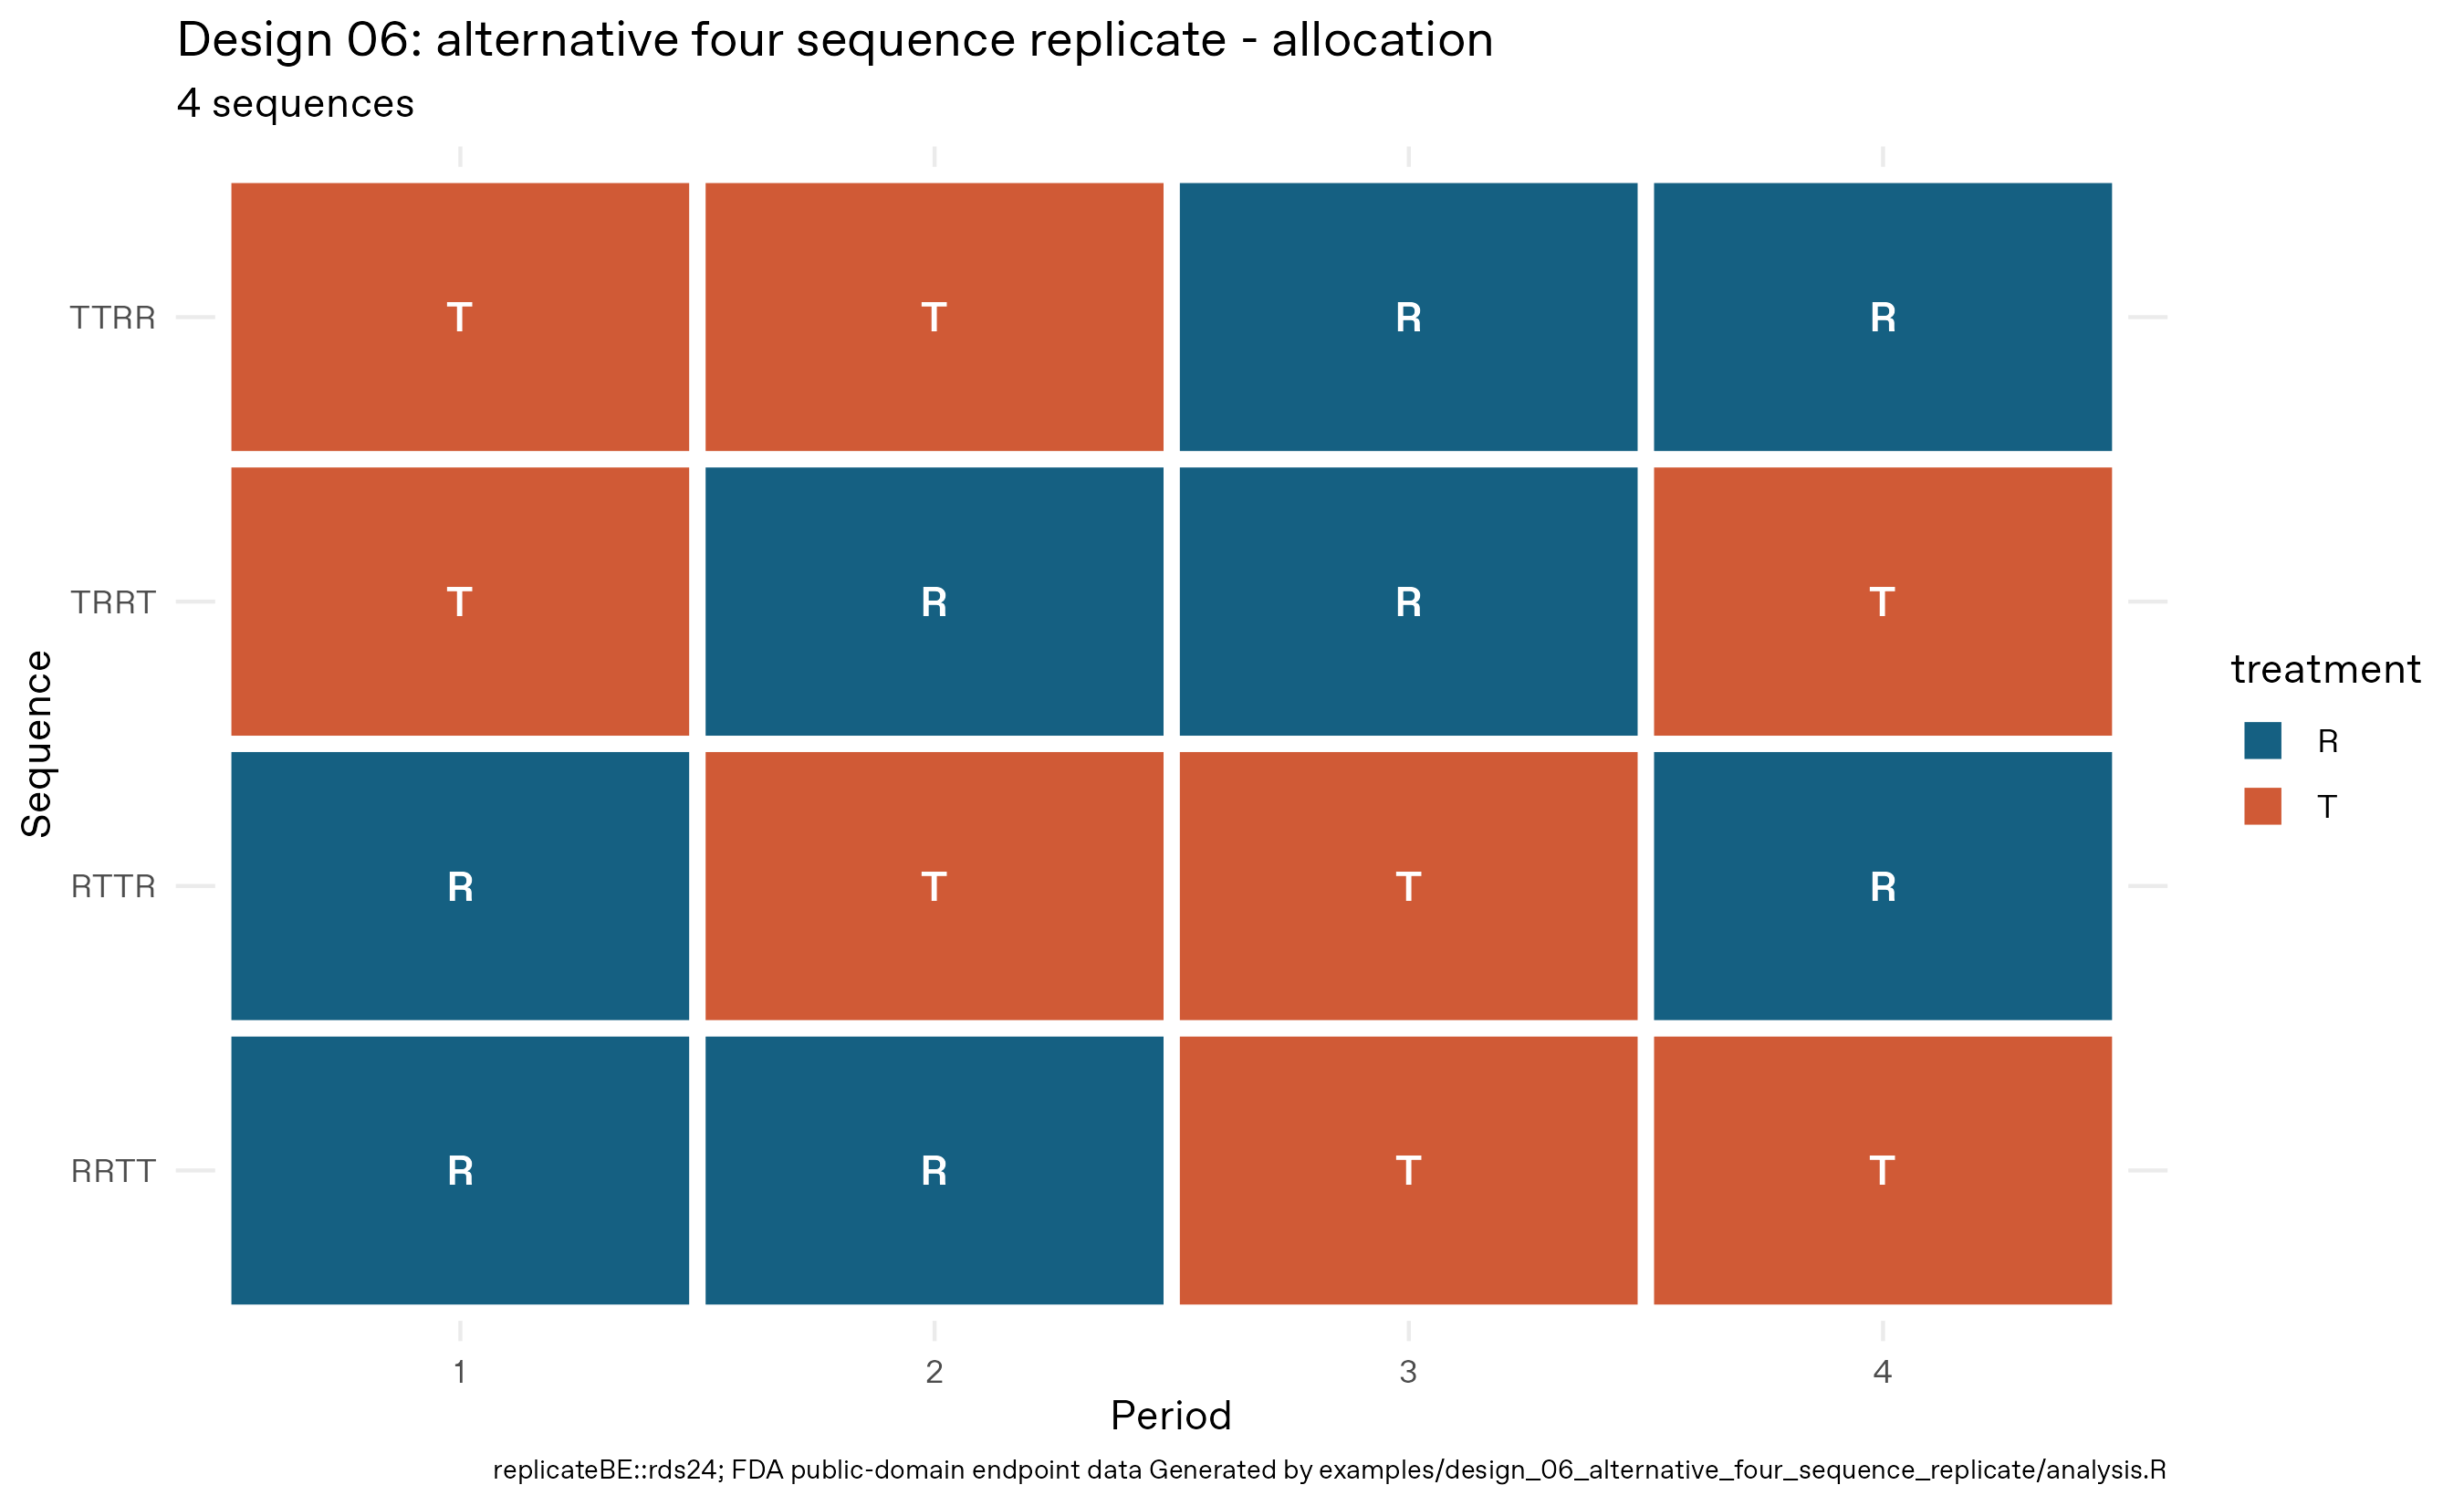 Design 06: alternative four sequence replicate - allocation
4 sequences
TTRR
T T R R
TRRT
T R R T
Sequence
treatment
R
T
RTTR
R T T R
RRTT
R R T T
1 2 3 4
Period
replicateBE::rds24; FDA public-domain endpoint data Generated by examples/design_06_alternative_four_sequence_replicate/analysis.R